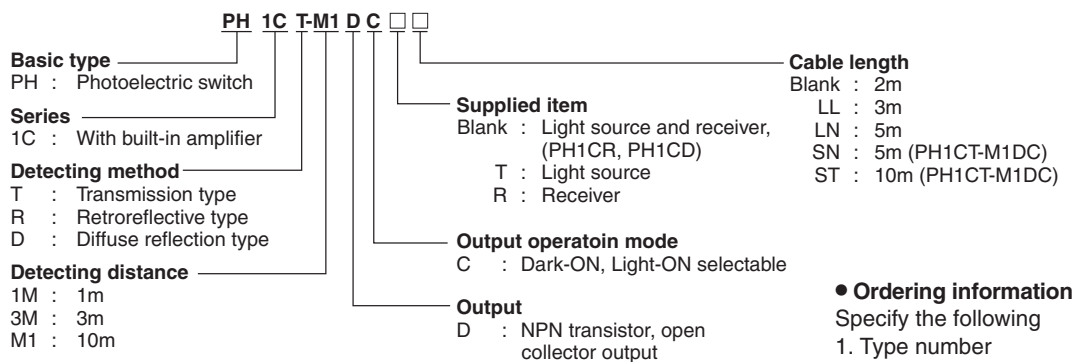 PH 1C T-M1 D C □ □
Basic type
PH : Photoelectric switch
Series
1C : With built-in amplifier
Detecting method
T : Transmission type
R : Retroreflective type
D : Diffuse reflection type
Detecting distance
1M : 1m
3M : 3m
M1 : 10m
Supplied item
Blank : Light source and receiver,
(PH1CR, PH1CD)
T : Light source
R : Receiver
Output operatoin mode
C : Dark-ON, Light-ON selectable
Output
D : NPN transistor, open
collector output
Cable length
Blank : 2m
LL : 3m
LN : 5m
SN : 5m (PH1CT-M1DC)
ST : 10m (PH1CT-M1DC)
● Ordering information
Specify the following
1. Type number